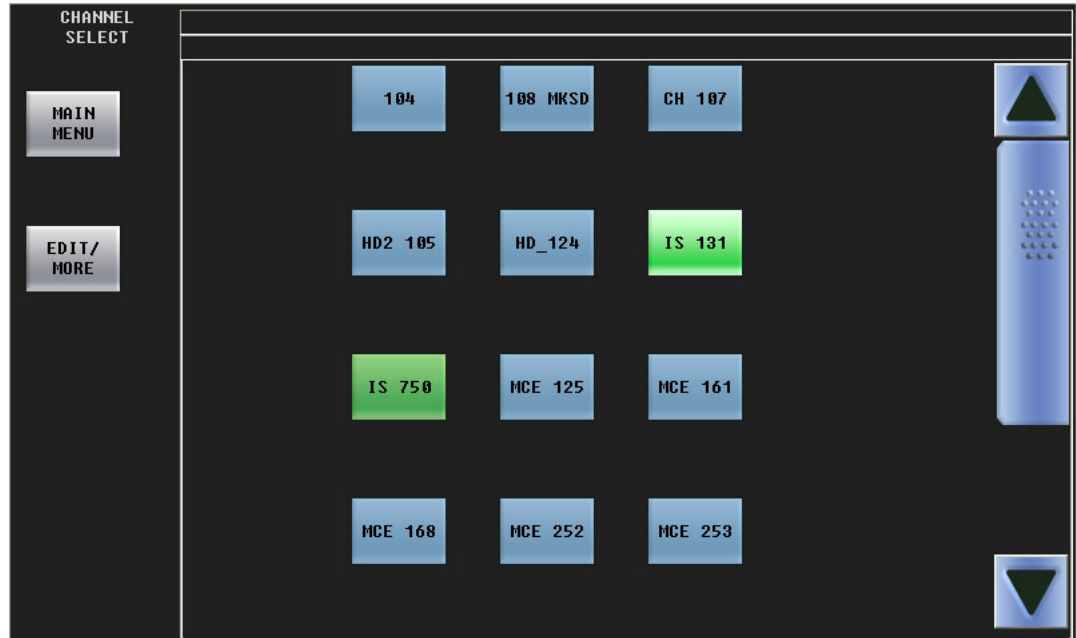 CHANNEL
SELECT
MAIN
MENU
EDIT/
MORE
104
108 MKSD
CH 107
HD2 105
HD_124
IS 131
IS 750
MCE 125
MCE 161
MCE 168
MCE 252
MCE 253